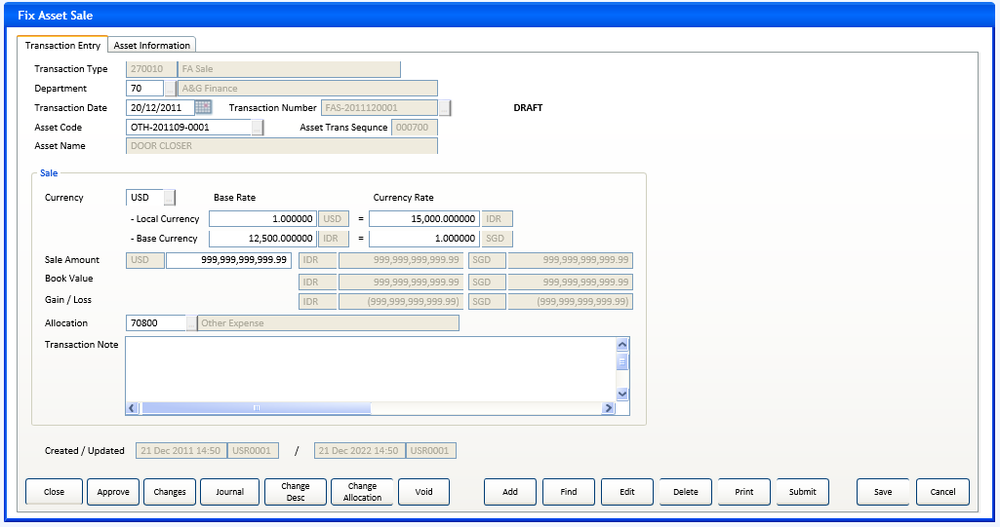 Fix Asset Sale
Transaction Entry Asset Information
Transaction Type 270010 FA Sale
Department 70 ... A&G Finance
Transaction Date 20/12/2011 Transaction Number FAS-2011120001 ... DRAFT
Asset Code OTH-201109-0001 ... Asset Trans Sequnce 000700
Asset Name DOOR CLOSER
Sale
Currency USD ... Base Rate Currency Rate
- Local Currency 1.000000 USD = 15,000.000000 IDR
- Base Currency 12,500.000000 IDR = 1.000000 SGD
Sale Amount USD 999,999,999,999.99 IDR 999,999,999,999.99 SGD 999,999,999,999.99
Book Value IDR 999,999,999,999.99 SGD 999,999,999,999.99
Gain / Loss IDR (999,999,999,999.99) SGD (999,999,999,999.99)
Allocation 70800 ... Other Expense
Transaction Note
Created / Updated 21 Dec 2011 14:50 USR0001 / 21 Dec 2022 14:50 USR0001
Close Approve Changes Journal Change Desc Change Allocation Void Add Find Edit Delete Print Submit Save Cancel